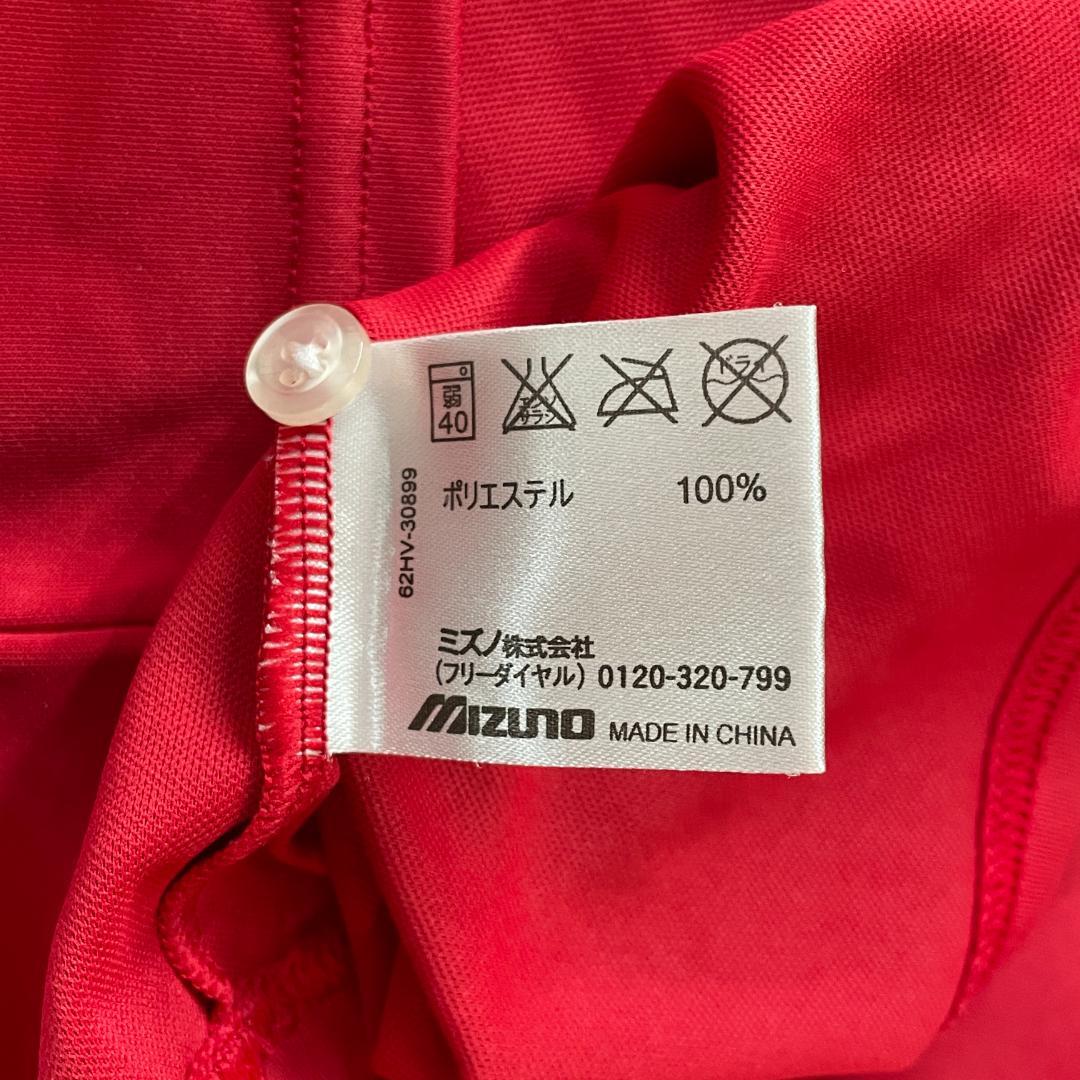 弱
40
エンソ
サラシ
ドライ
ポリエステル 100%
62HV-30899
ミズノ株式会社
(フリーダイヤル) 0120-320-799
MIZUNO MADE IN CHINA